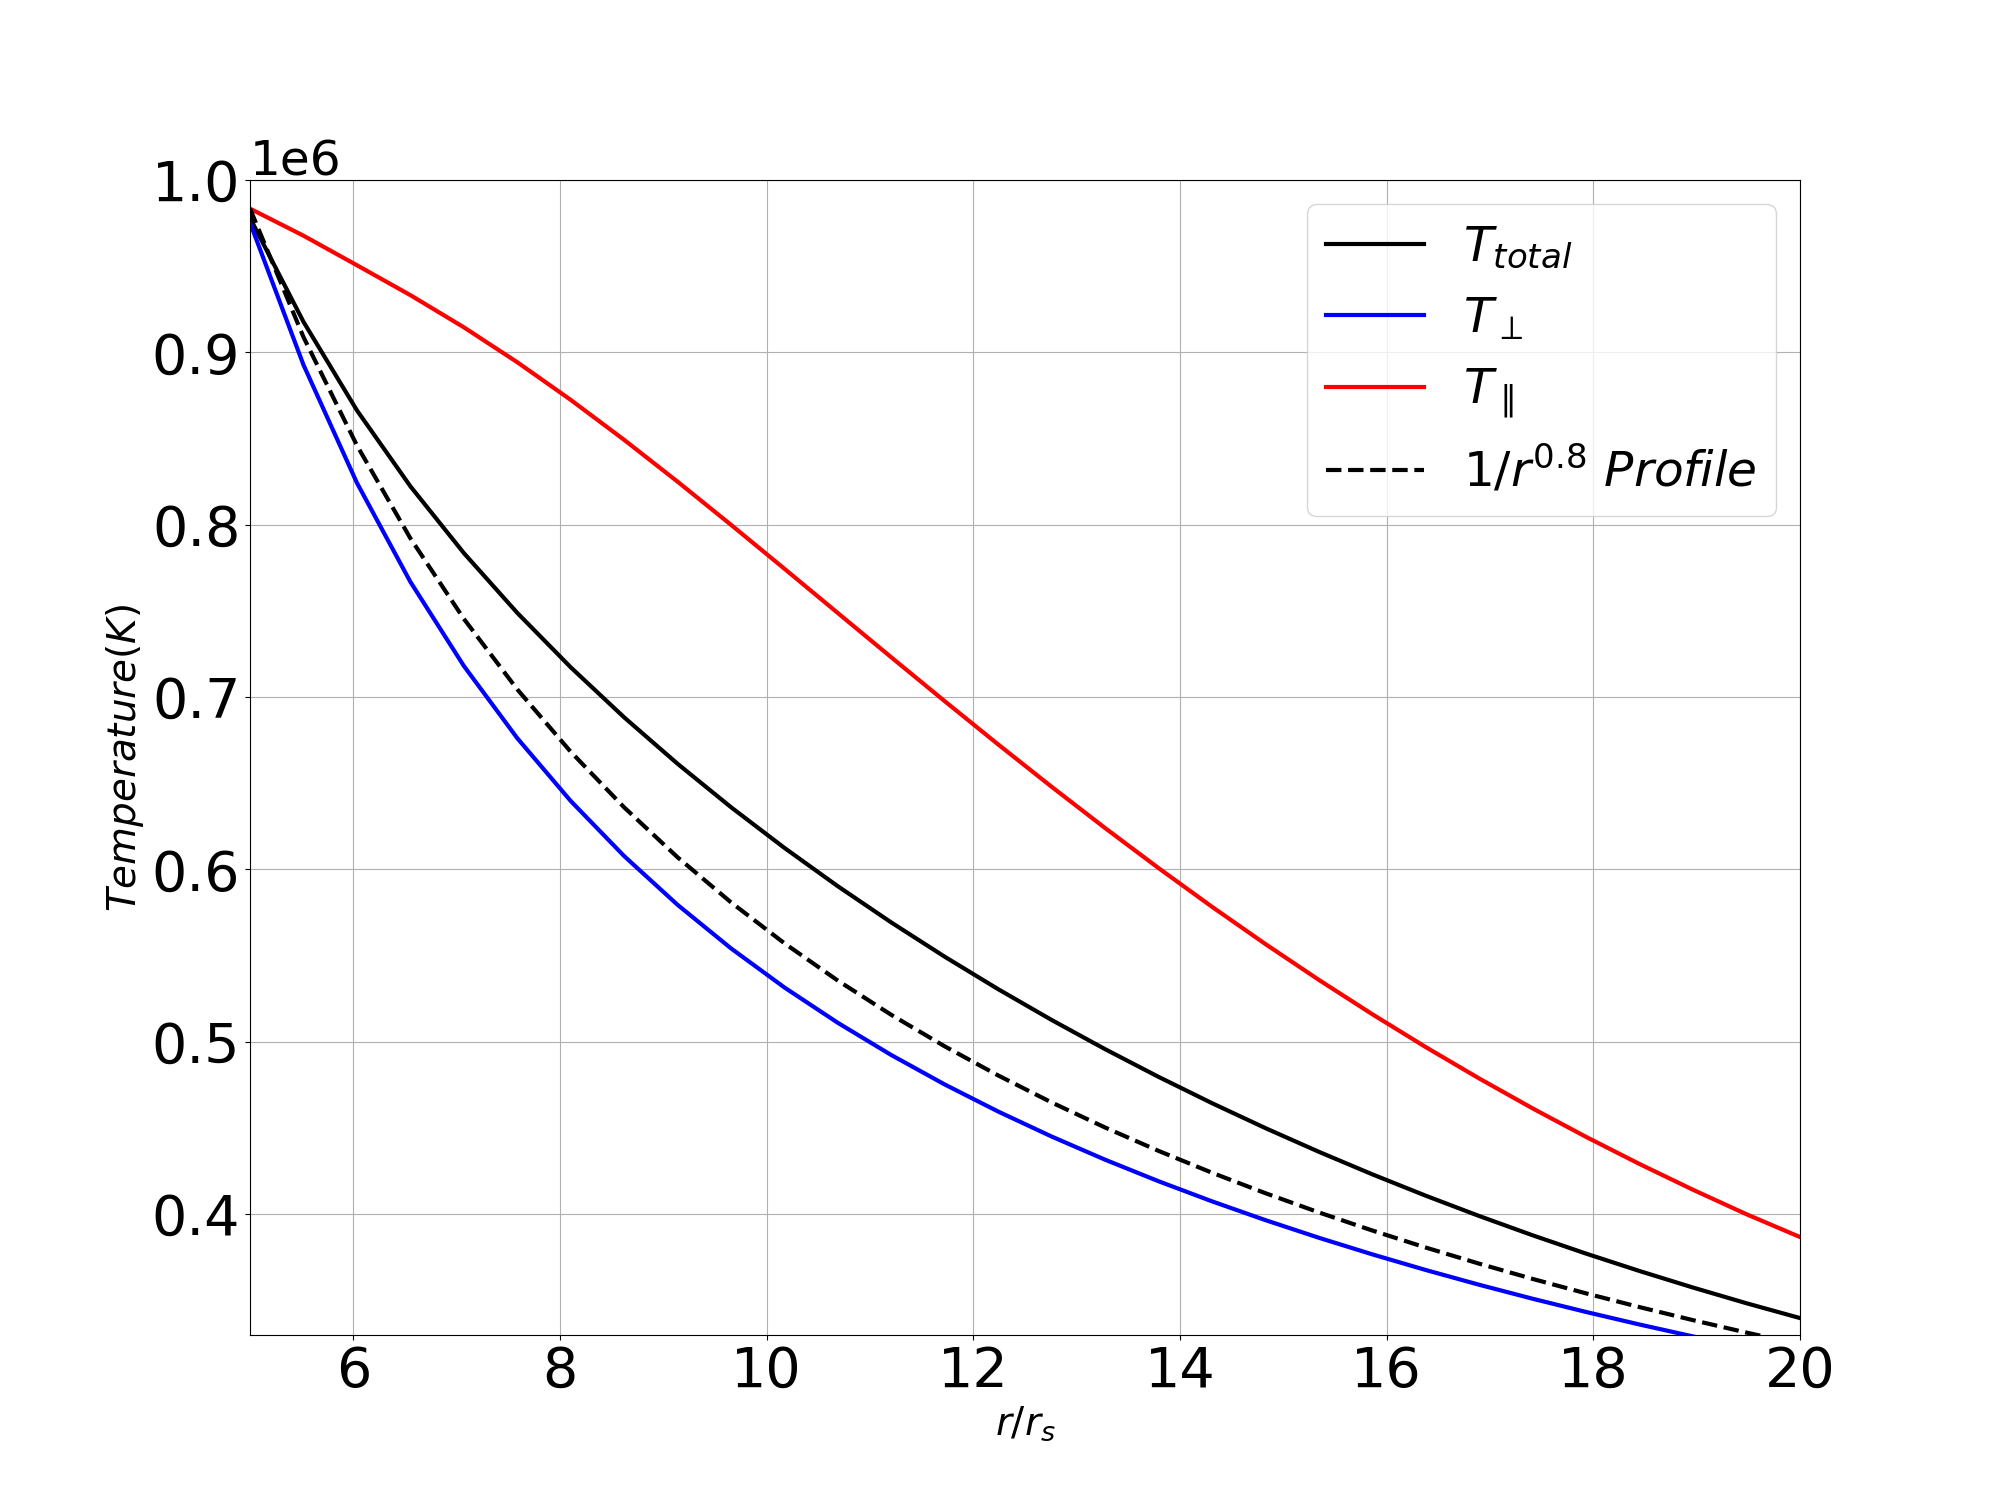 1e6
1.0
0.9
0.8
0.7
0.6
0.5
0.4
Temperature(K)
T_total
T_⊥
T_∥
1/r^0.8 Profile
6 8 10 12 14 16 18 20
r/r_s